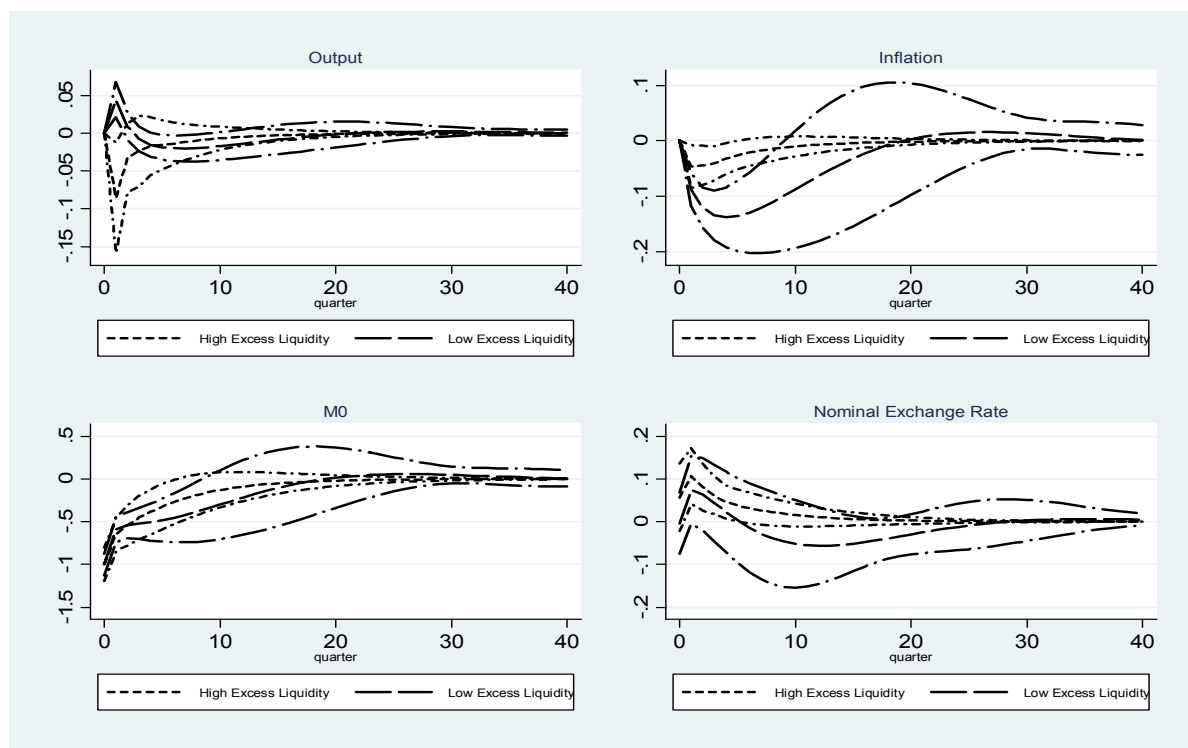 Output
.05
0
-.05
-.1
-.15
0 10 20 30 40
quarter
High Excess Liquidity Low Excess Liquidity
Inflation
.1
0
-.1
-.2
0 10 20 30 40
quarter
High Excess Liquidity Low Excess Liquidity
M0
.5
0
-.5
-1
-1.5
0 10 20 30 40
quarter
High Excess Liquidity Low Excess Liquidity
Nominal Exchange Rate
.2
.1
0
-.1
-.2
0 10 20 30 40
quarter
High Excess Liquidity Low Excess Liquidity